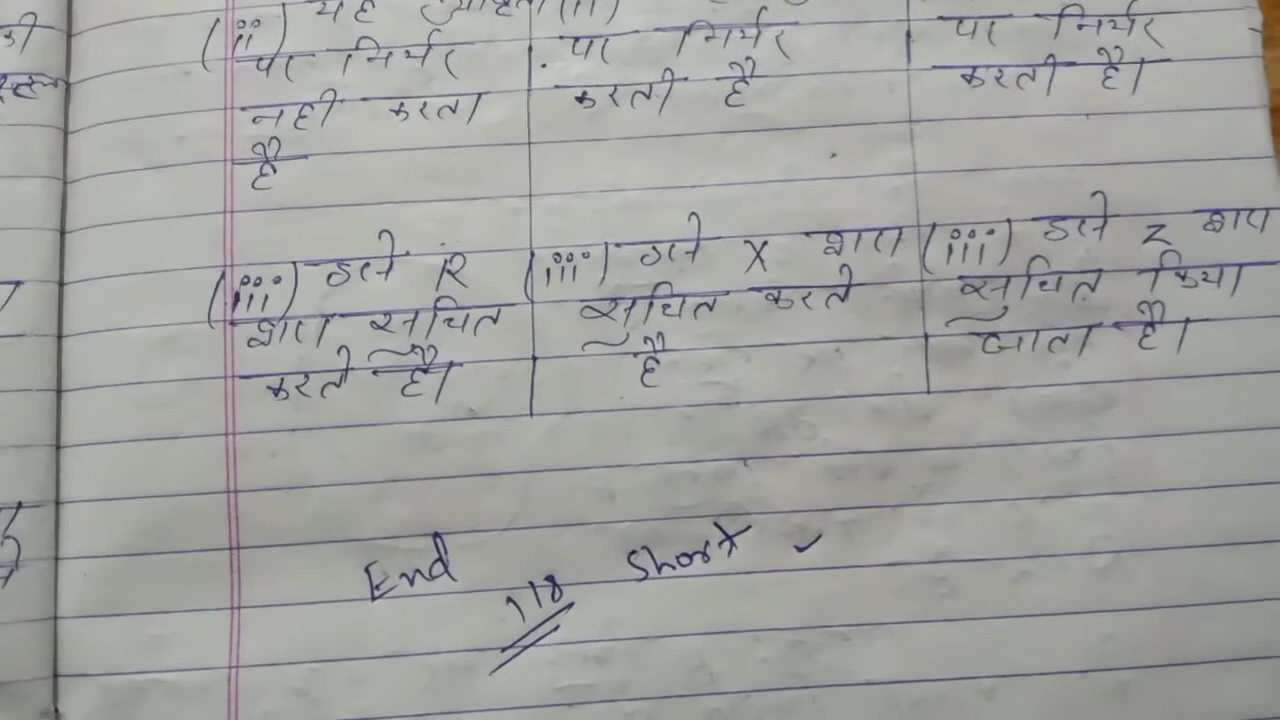 की
(ii) यह (ii)
पर निर्भर
नही करता
है
पर निर्भर
करती है
पर निर्भर
करती है।
(iii) इसे R
द्वारा सूचित
करते है।
(iii) इसे X द्वारा
सूचित करते
है
(iii) इसे Z द्वारा
सूचित किया
जाता है।
End 118 Short